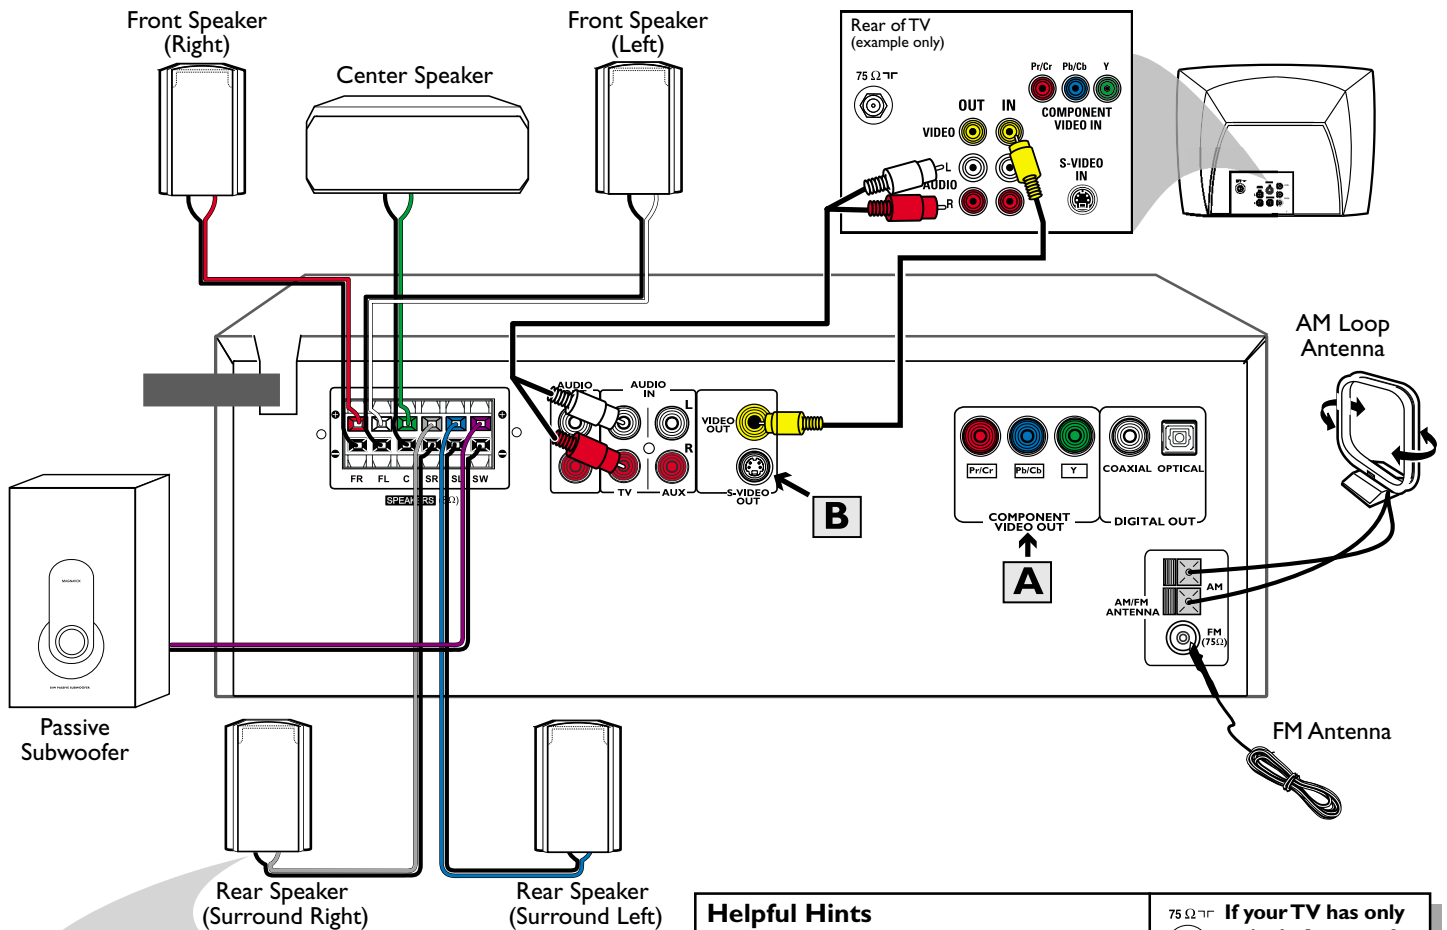 Front Speaker
(Right)
Front Speaker
(Left)
Center Speaker
Rear of TV
(example only)
75 Ω
Pr/Cr Pb/Cb Y
COMPONENT
VIDEO IN
OUT IN
VIDEO
L
AUDIO
R
S-VIDEO
IN
AM Loop
Antenna
AUDIO
AUDIO
IN
L
R
TV
AUX
VIDEO
OUT
S-VIDEO
OUT
B
FR FL C SR SL SW
SPEAKERS
Pr/Cr Pb/Cb Y
COMPONENT
VIDEO OUT
A
COAXIAL OPTICAL
DIGITAL OUT
AM
AM/FM
ANTENNA
FM
(75Ω)
MAGNAVOX
Passive
Subwoofer
FM Antenna
Rear Speaker
(Surround Right)
Rear Speaker
(Surround Left)
Helpful Hints
75 Ω If your TV has only